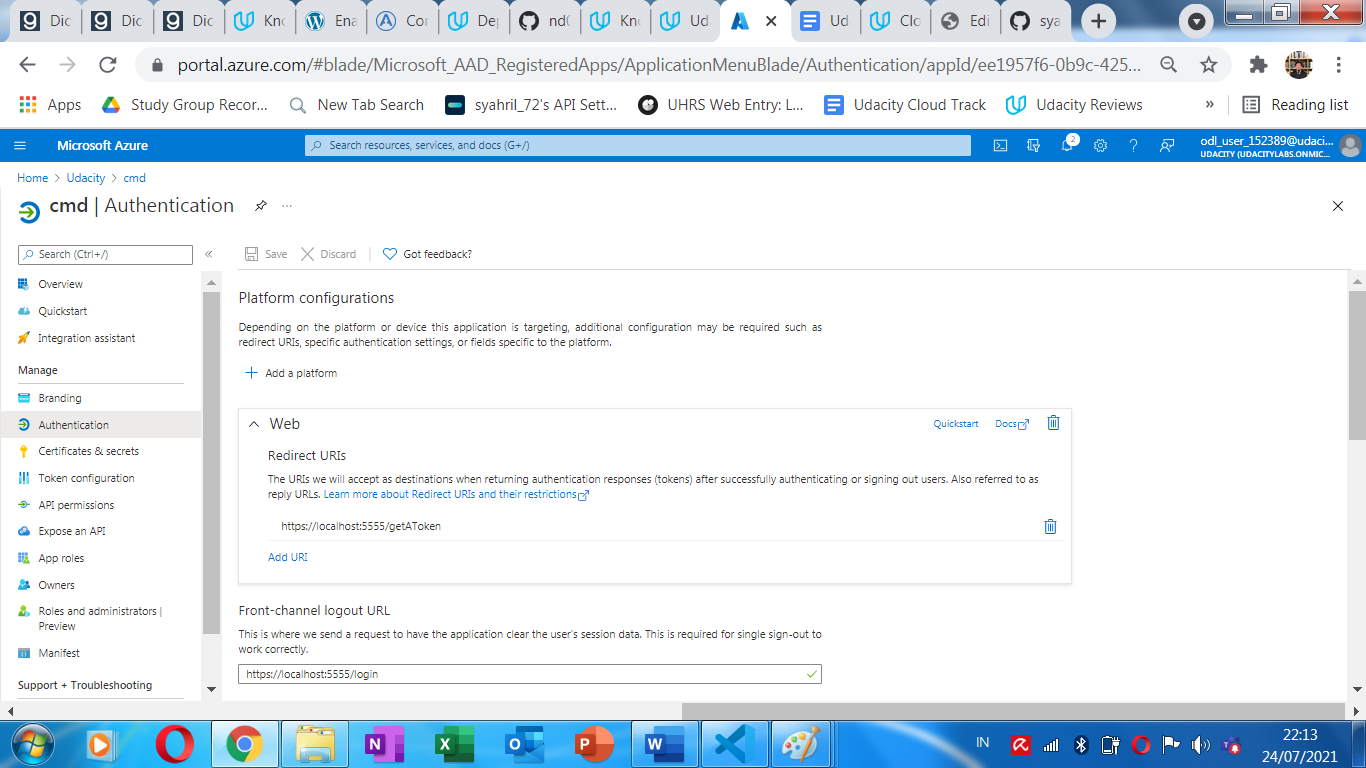 Dic
Dic
Dic
Kno
Ena
Cor
Dep
nd0
Kno
Ud
Ud
Clo
Edi
sya
portal.azure.com/#blade/Microsoft_AAD_RegisteredApps/ApplicationMenuBlade/Authentication/appId/ee1957f6-0b9c-425...
Apps
Study Group Recor...
New Tab Search
syahril_72's API Sett...
UHRS Web Entry: L...
Udacity Cloud Track
Udacity Reviews
»
Reading list
Microsoft Azure
Search resources, services, and docs (G+/)
2
odl_user_152389@udaci...
UDACITY (UDACITYLABS.ONMIC...
Home > Udacity > cmd
cmd | Authentication
...
Search (Ctrl+/)
«
Save
Discard
Got feedback?
Overview
Quickstart
Integration assistant
Manage
Branding
Authentication
Certificates & secrets
Token configuration
API permissions
Expose an API
App roles
Owners
Roles and administrators |
Preview
Manifest
Support + Troubleshooting
Platform configurations
Depending on the platform or device this application is targeting, additional configuration may be required such as
redirect URIs, specific authentication settings, or fields specific to the platform.
+ Add a platform
Web
Quickstart
Docs
Redirect URIs
The URIs we will accept as destinations when returning authentication responses (tokens) after successfully authenticating or signing out users. Also referred to as
reply URLs. Learn more about Redirect URIs and their restrictions
https://localhost:5555/getAToken
Add URI
Front-channel logout URL
This is where we send a request to have the application clear the user's session data. This is required for single sign-out to
work correctly.
https://localhost:5555/login
IN
22:13
24/07/2021